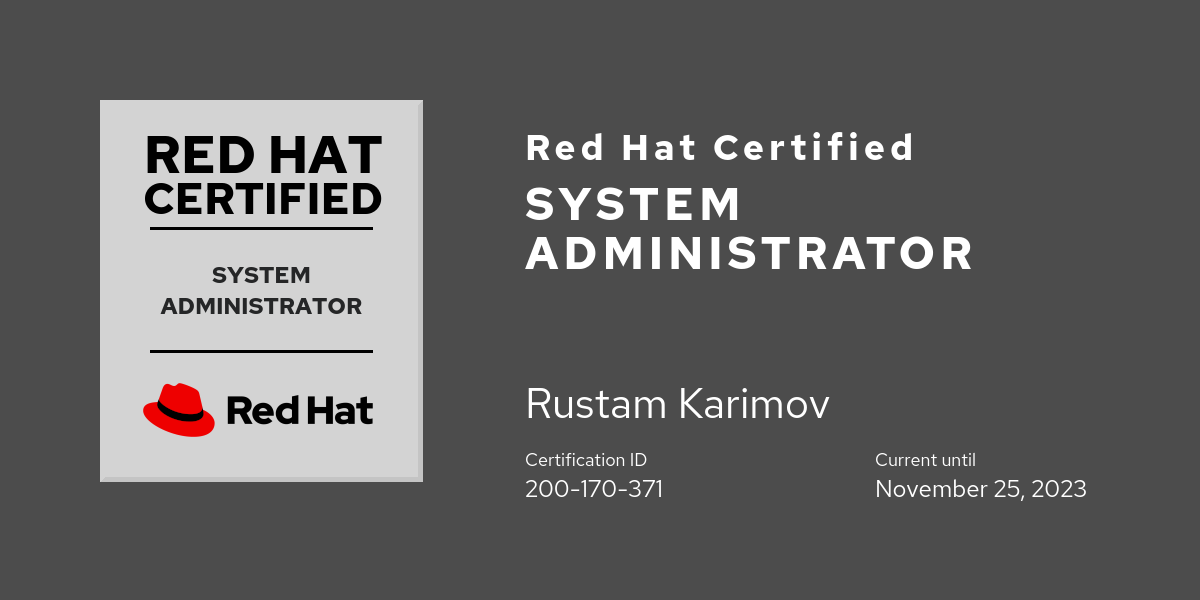 RED HAT
CERTIFIED
SYSTEM
ADMINISTRATOR
Red Hat
Red Hat Certified
SYSTEM
ADMINISTRATOR
Rustam Karimov
Certification ID
200-170-371
Current until
November 25, 2023